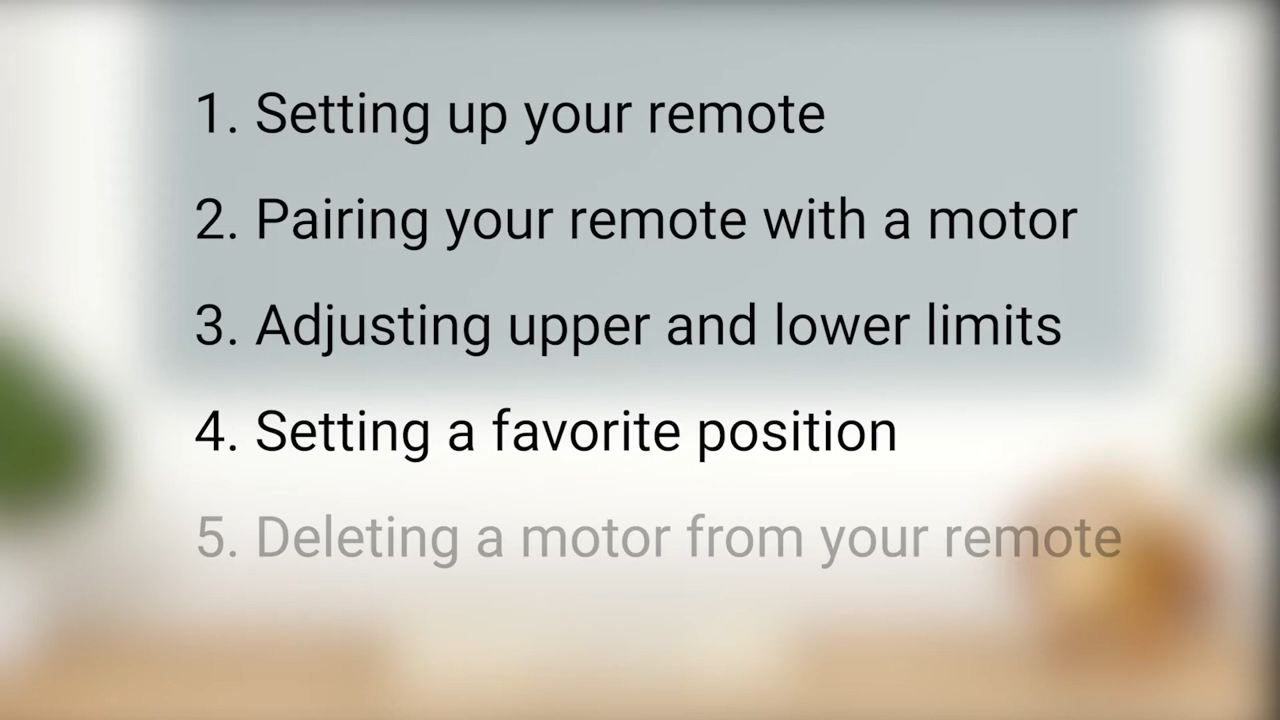 1. Setting up your remote
2. Pairing your remote with a motor
3. Adjusting upper and lower limits
4. Setting a favorite position
5. Deleting a motor from your remote